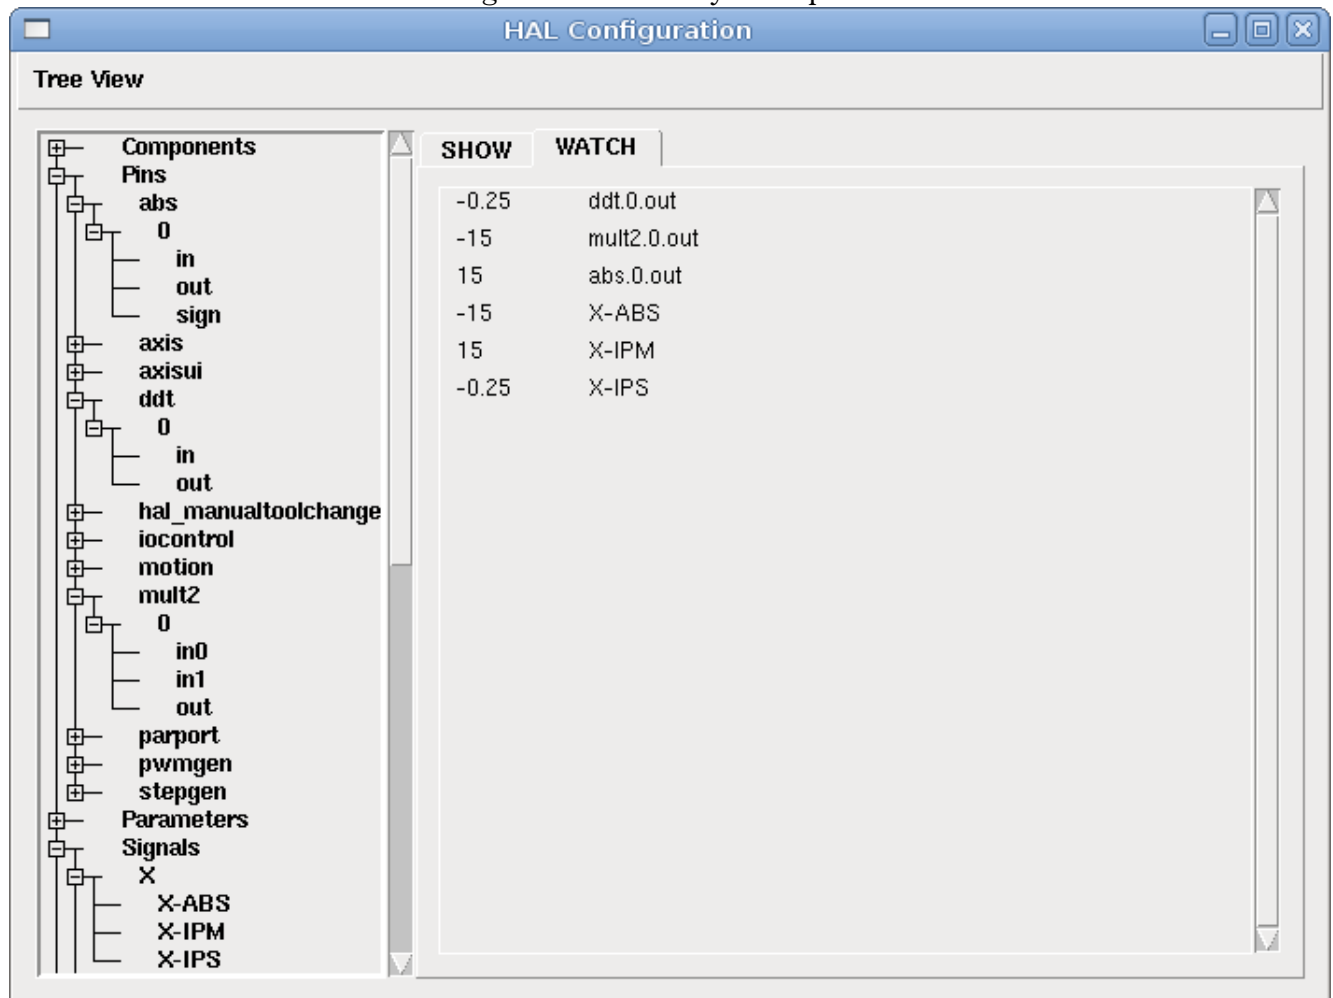 HAL Configuration
Tree View
Components
Pins
abs
0
in
out
sign
axis
axisui
ddt
0
in
out
hal_manualtoolchange
iocontrol
motion
mult2
0
in0
in1
out
parport
pwmgen
stepgen
Parameters
Signals
X
X-ABS
X-IPM
X-IPS
SHOW WATCH
-0.25 ddt.0.out
-15 mult2.0.out
15 abs.0.out
-15 X-ABS
15 X-IPM
-0.25 X-IPS